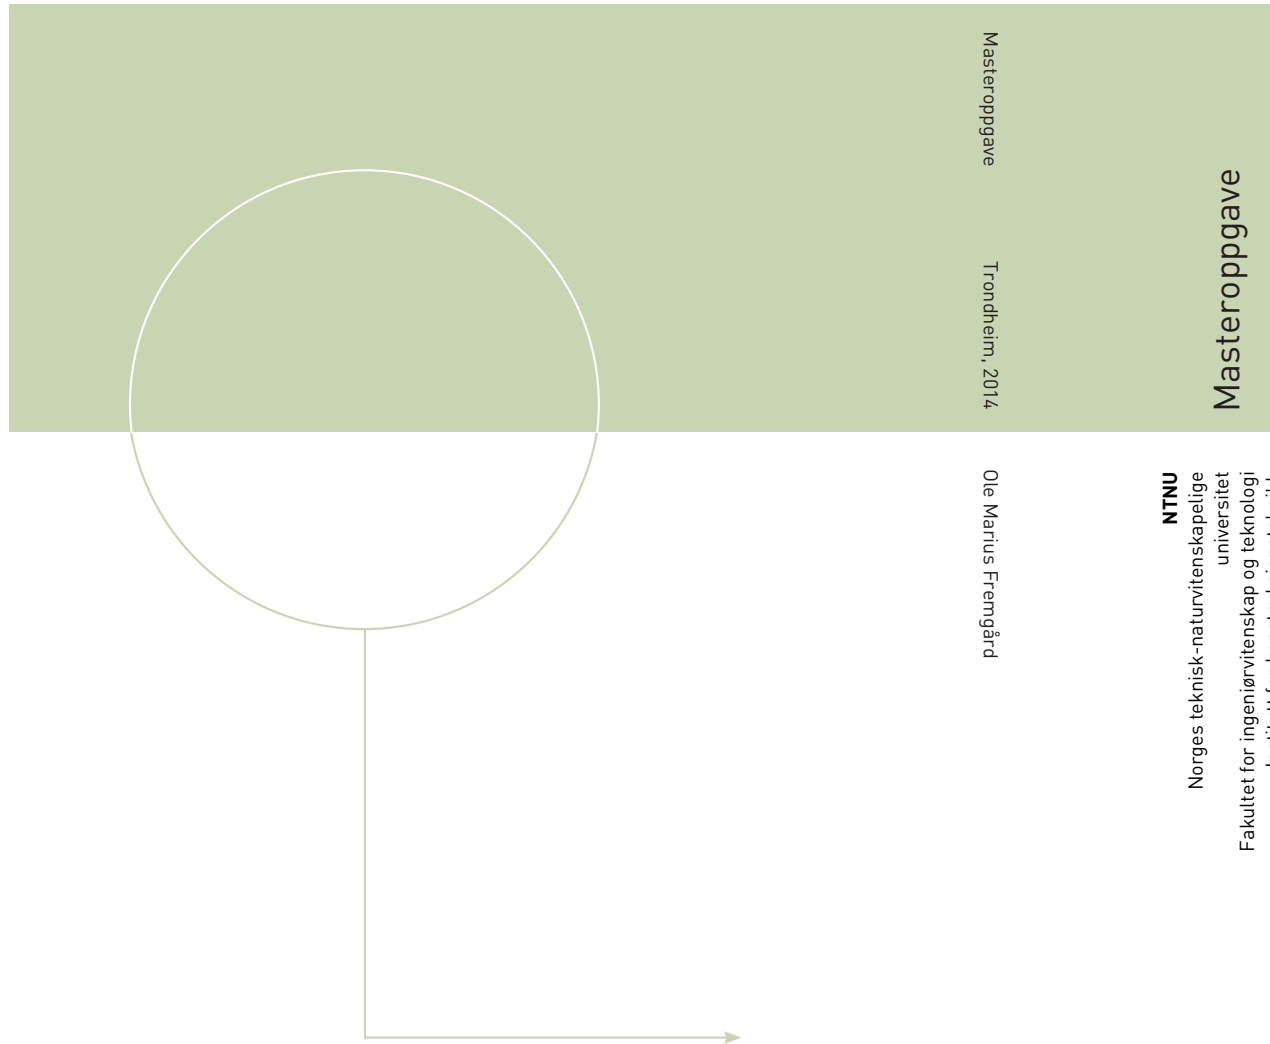 Masteroppgave
Trondheim, 2014
Ole Marius Fremgård
Masteroppgave
NTNU
Norges teknisk-naturvitenskapelige
universitet
Fakultet for ingeniørvitenskap og teknologi